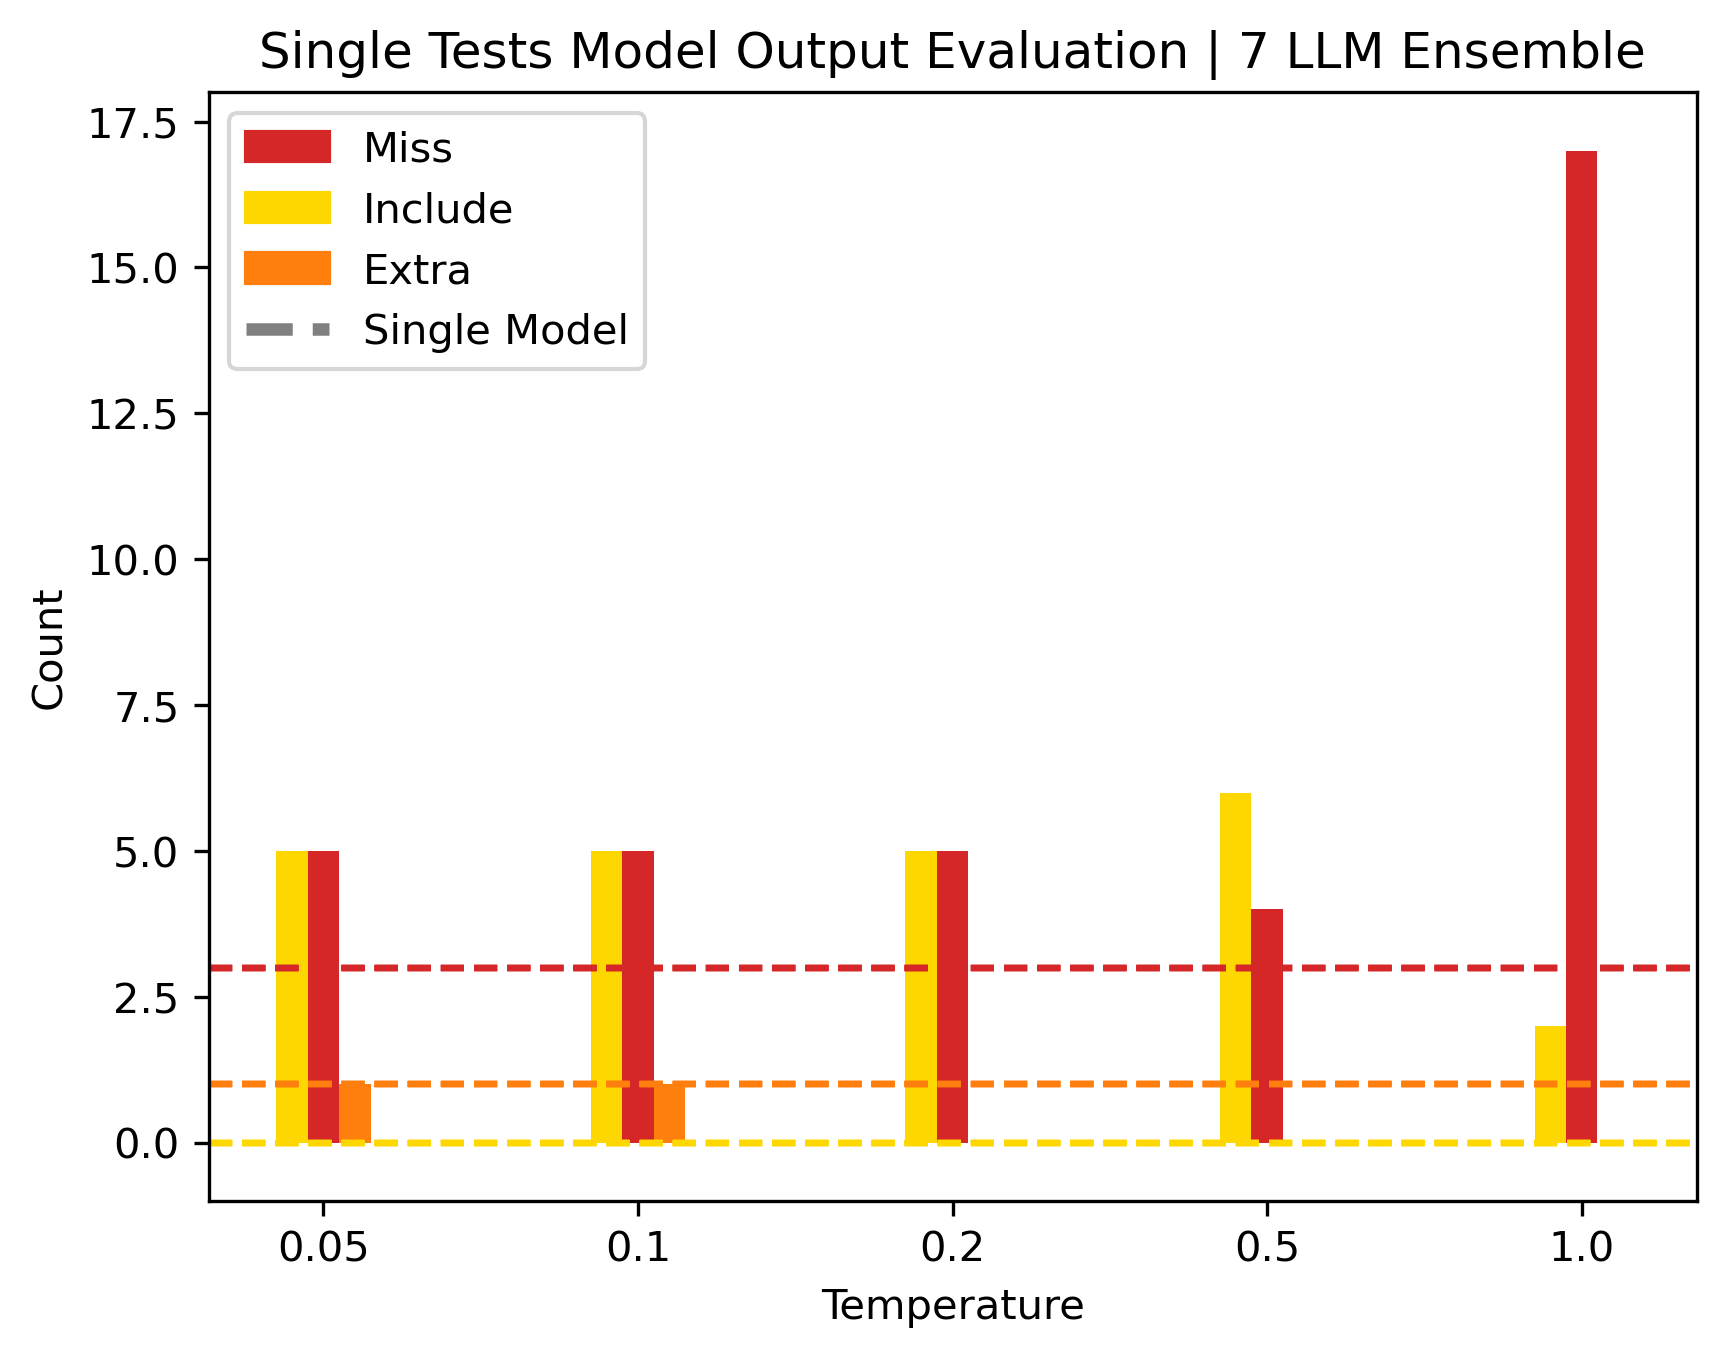 Single Tests Model Output Evaluation | 7 LLM Ensemble
17.5
15.0
12.5
10.0
7.5
5.0
2.5
0.0
Count
Miss
Include
Extra
Single Model
0.05
0.1
0.2
0.5
1.0
Temperature